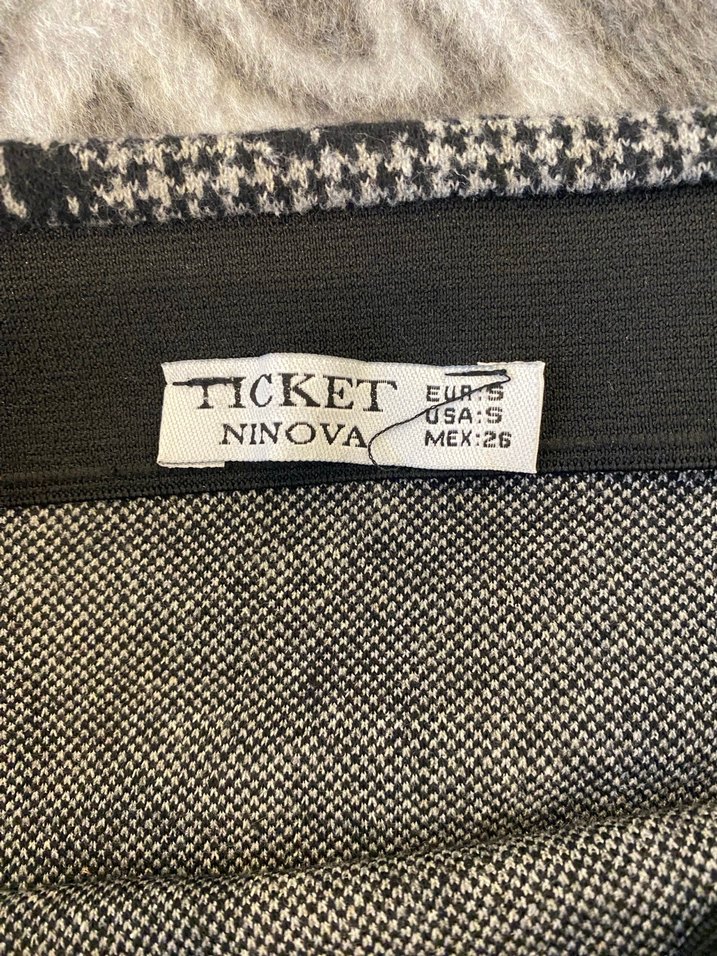 TICKET
NINOVA
EUR:S
USA:S
MEX:26